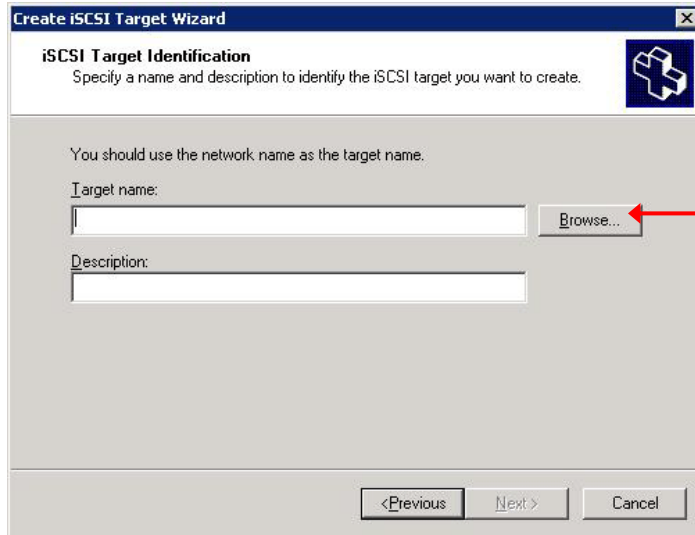 Create iSCSI Target Wizard
iSCSI Target Identification
Specify a name and description to identify the iSCSI target you want to create.
You should use the network name as the target name.
Target name:
Browse...
Description:
<Previous
Next >
Cancel